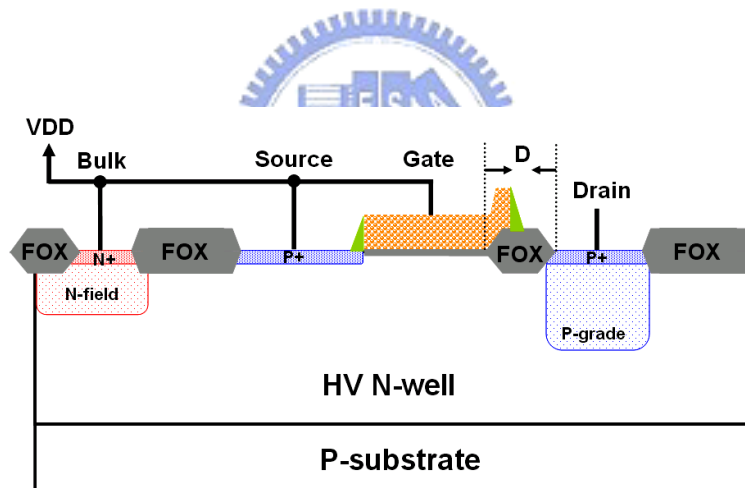 VDD
Bulk
Source
Gate
D
Drain
FOX
N+
FOX
P+
FOX
P+
FOX
N-field
P-grade
HV N-well
P-substrate